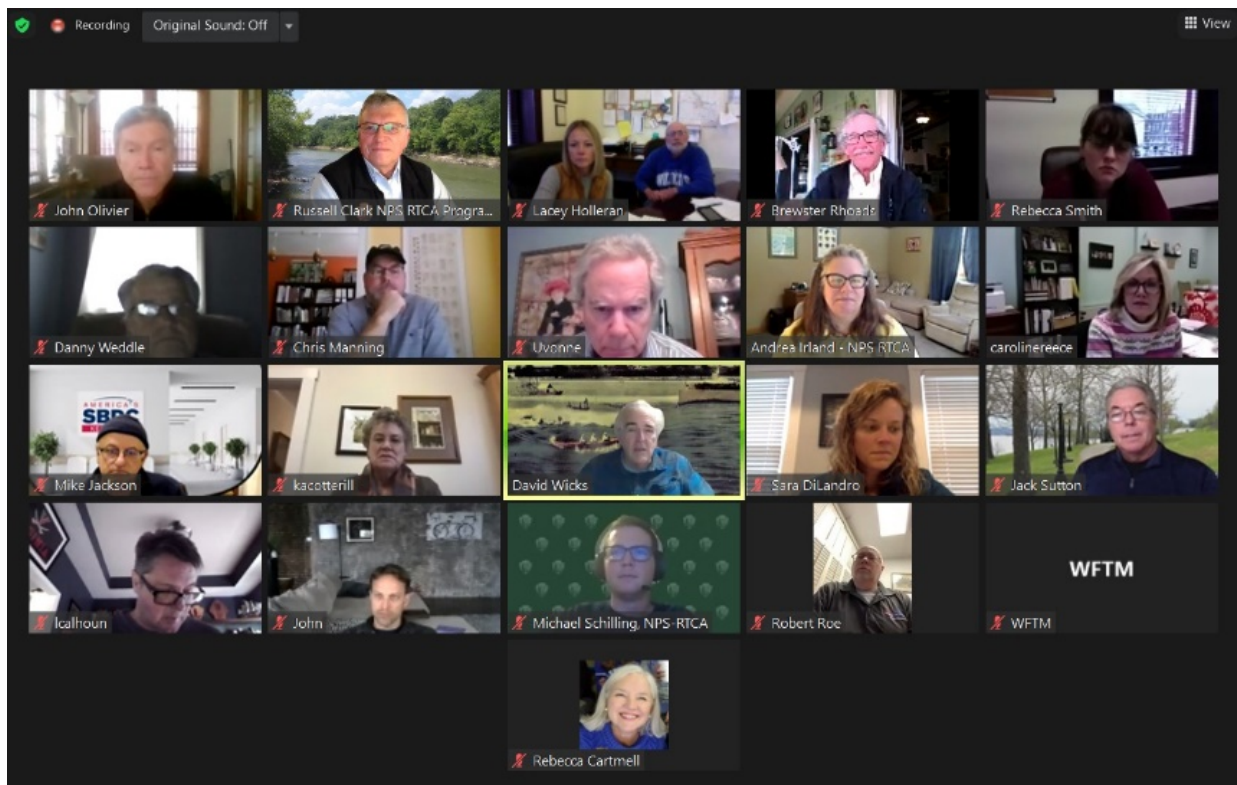 Recording
Original Sound: Off
View
John Olivier
Russell Clark NPS RTCA Progra...
Lacey Holleran
Brewster Rhoads
Rebecca Smith
Danny Weddle
Chris Manning
Uvonne
Andrea Irland - NPS RTCA
carolinereece
AMERICA'S
SBDC
Mike Jackson
kacotterill
David Wicks
Sara DiLandro
Jack Sutton
lcalhoun
John
Michael Schilling, NPS-RTCA
Robert Roe
WFTM
WFTM
Rebecca Cartmell